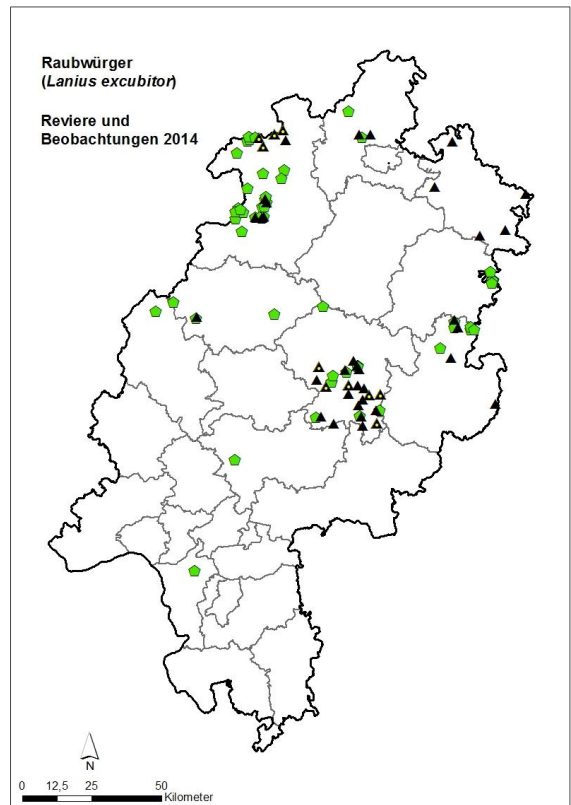 Raubwürger
(Lanius excubitor)
Reviere und
Beobachtungen 2014
N
0 12,5 25 50
Kilometer